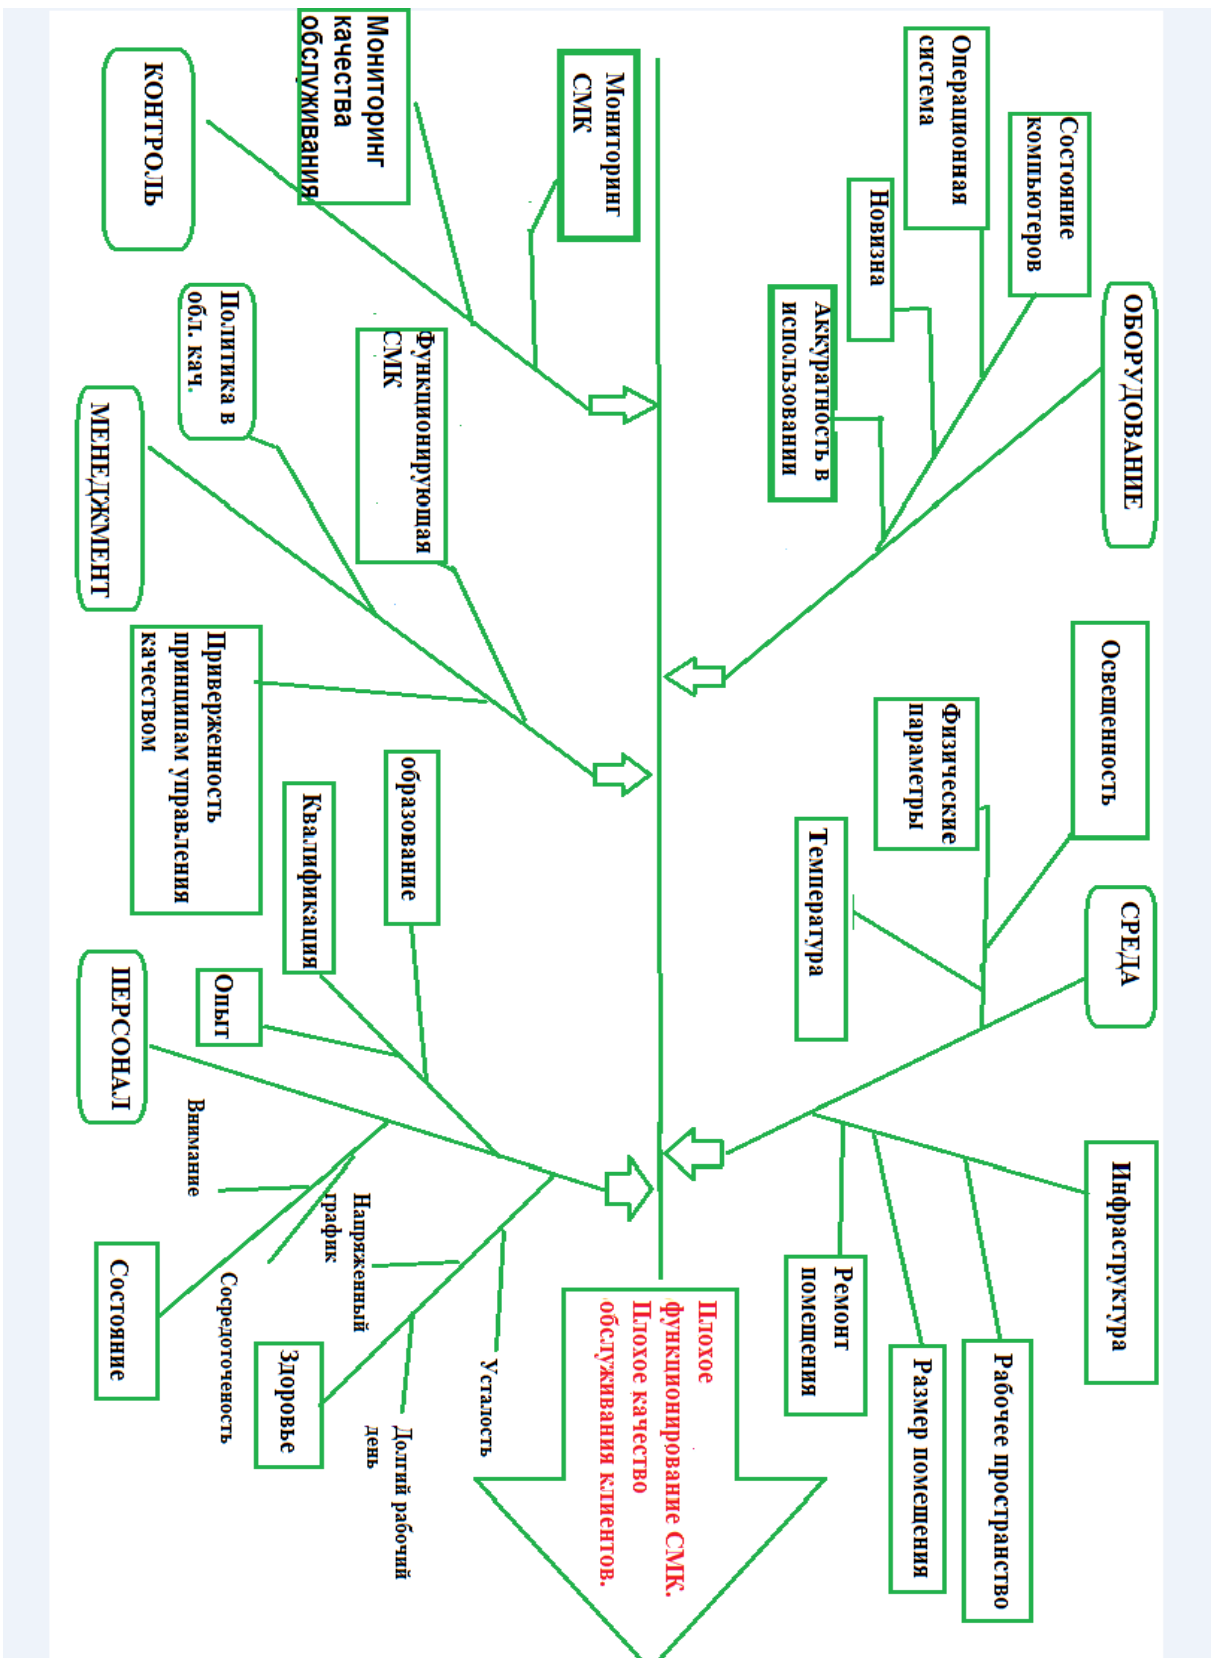 ОБОРУДОВАНИЕ
Состояние
компьютеров
Операционная
система
Новизна
Аккуратность в
использовании
СРЕДА
Освещенность
Физические
параметры
Температура
Инфраструктура
Рабочее пространство
Размер помещения
Ремонт
помещения
Плохое
функционирование СМК.
Плохое качество
обслуживания клиентов.
Мониторинг
СМК
Мониторинг
качества
обслуживания
КОНТРОЛЬ
Функционирующая
СМК
Политика в
обл. кач.
МЕНЕДЖМЕНТ
Приверженность
принципам управления
качеством
образование
Квалификация
Опыт
ПЕРСОНАЛ
Внимание
Сосредоточеность
Состояние
Напряженный
график
Усталость
Долгий рабочий
день
Здоровье